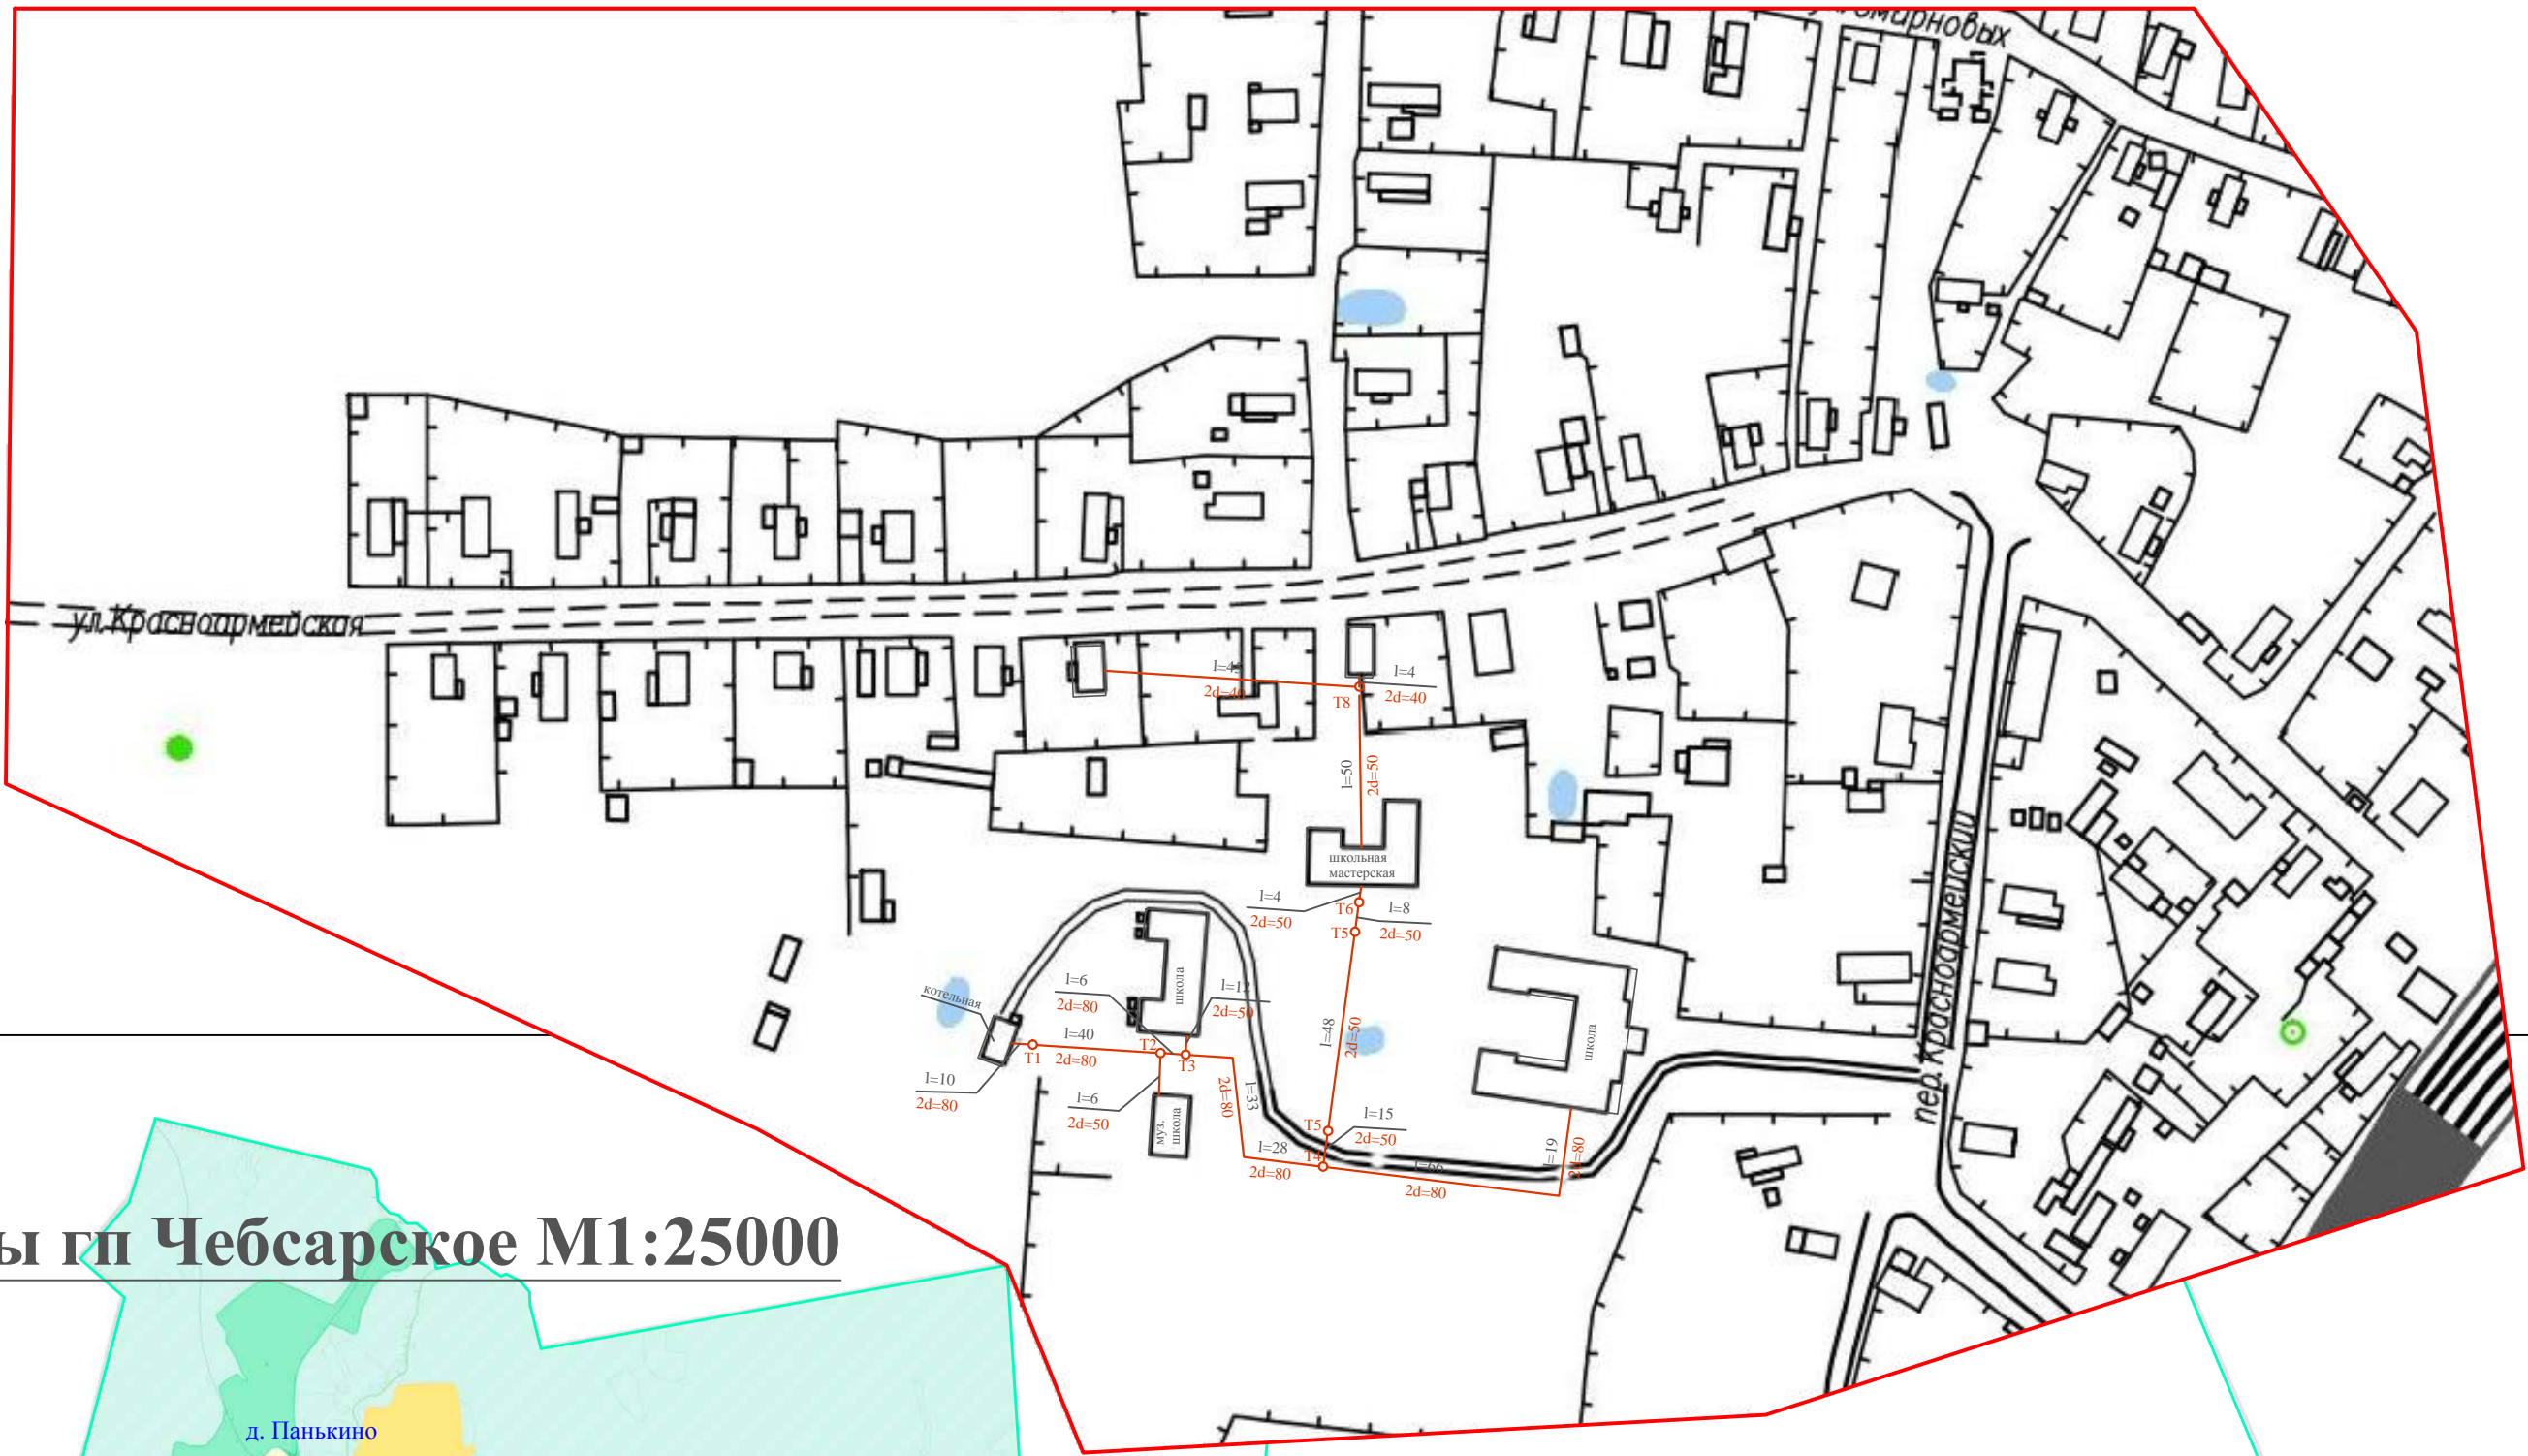 ул.Красноармейская
l=4
2d=40
2d=40
T8
l=50
2d=50
школьная
мастерская
l=4
2d=50
T6
l=8
2d=50
T5
котельная
l=6
2d=80
школа
l=12
2d=50
l=48
2d=50
школа
пер.Красноармейский
T1
l=40
2d=80
T2
T3
l=10
2d=80
l=6
2d=50
муз.
школа
2d=80
l=33
T5
l=15
2d=50
T4
l=28
2d=80
l=66
2d=80
l=19
2d=80
ы гп Чебсарское М1:25000
д. Панькино